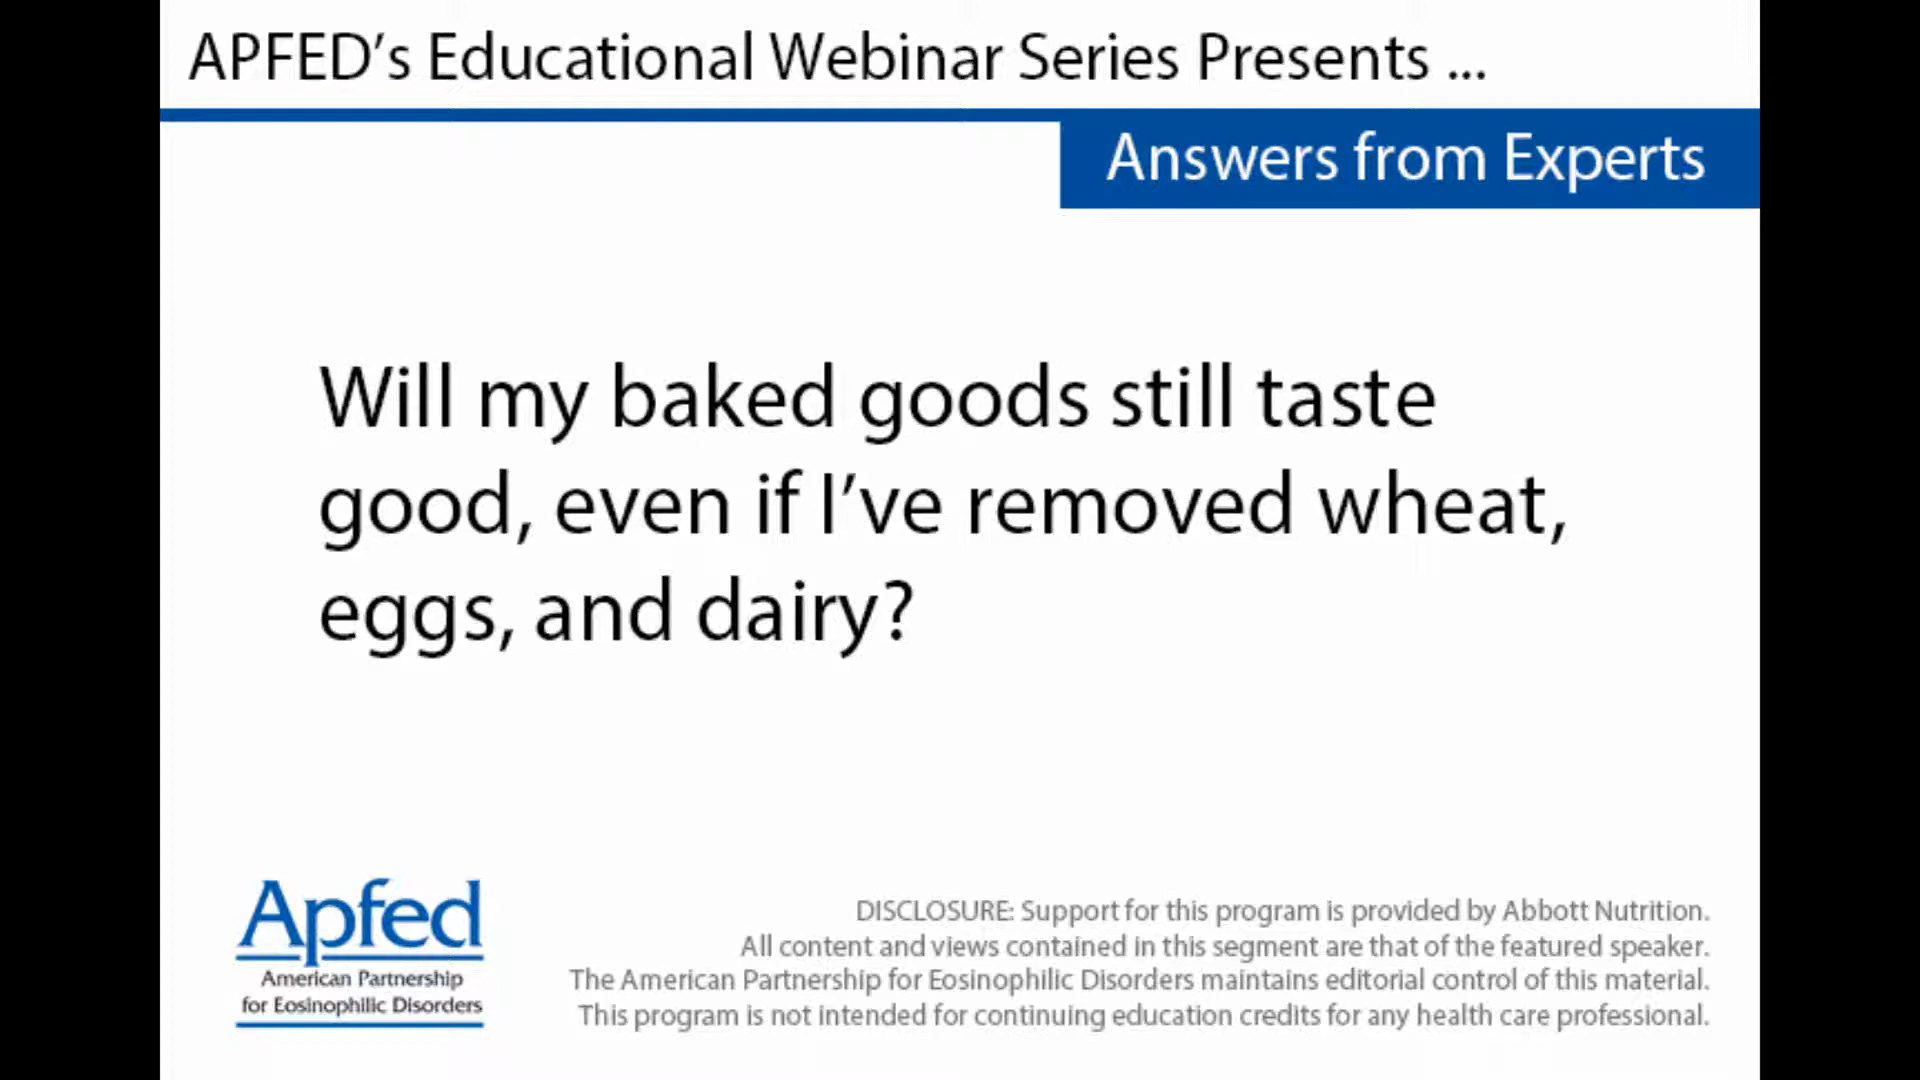 APFED’s Educational Webinar Series Presents ...
Answers from Experts
Will my baked goods still taste
good, even if I’ve removed wheat,
eggs, and dairy?
Apfed
American Partnership
for Eosinophilic Disorders
DISCLOSURE: Support for this program is provided by Abbott Nutrition.
All content and views contained in this segment are that of the featured speaker.
The American Partnership for Eosinophilic Disorders maintains editorial control of this material.
This program is not intended for continuing education credits for any health care professional.